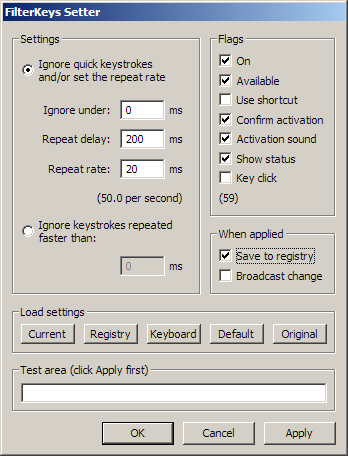 FilterKeys Setter
Settings
Ignore quick keystrokes
and/or set the repeat rate
Ignore under: 0 ms
Repeat delay: 200 ms
Repeat rate: 20 ms
(50.0 per second)
Ignore keystrokes repeated
faster than:
0 ms
Flags
On
Available
Use shortcut
Confirm activation
Activation sound
Show status
Key click
(59)
When applied
Save to registry
Broadcast change
Load settings
Current Registry Keyboard Default Original
Test area (click Apply first)
OK Cancel Apply